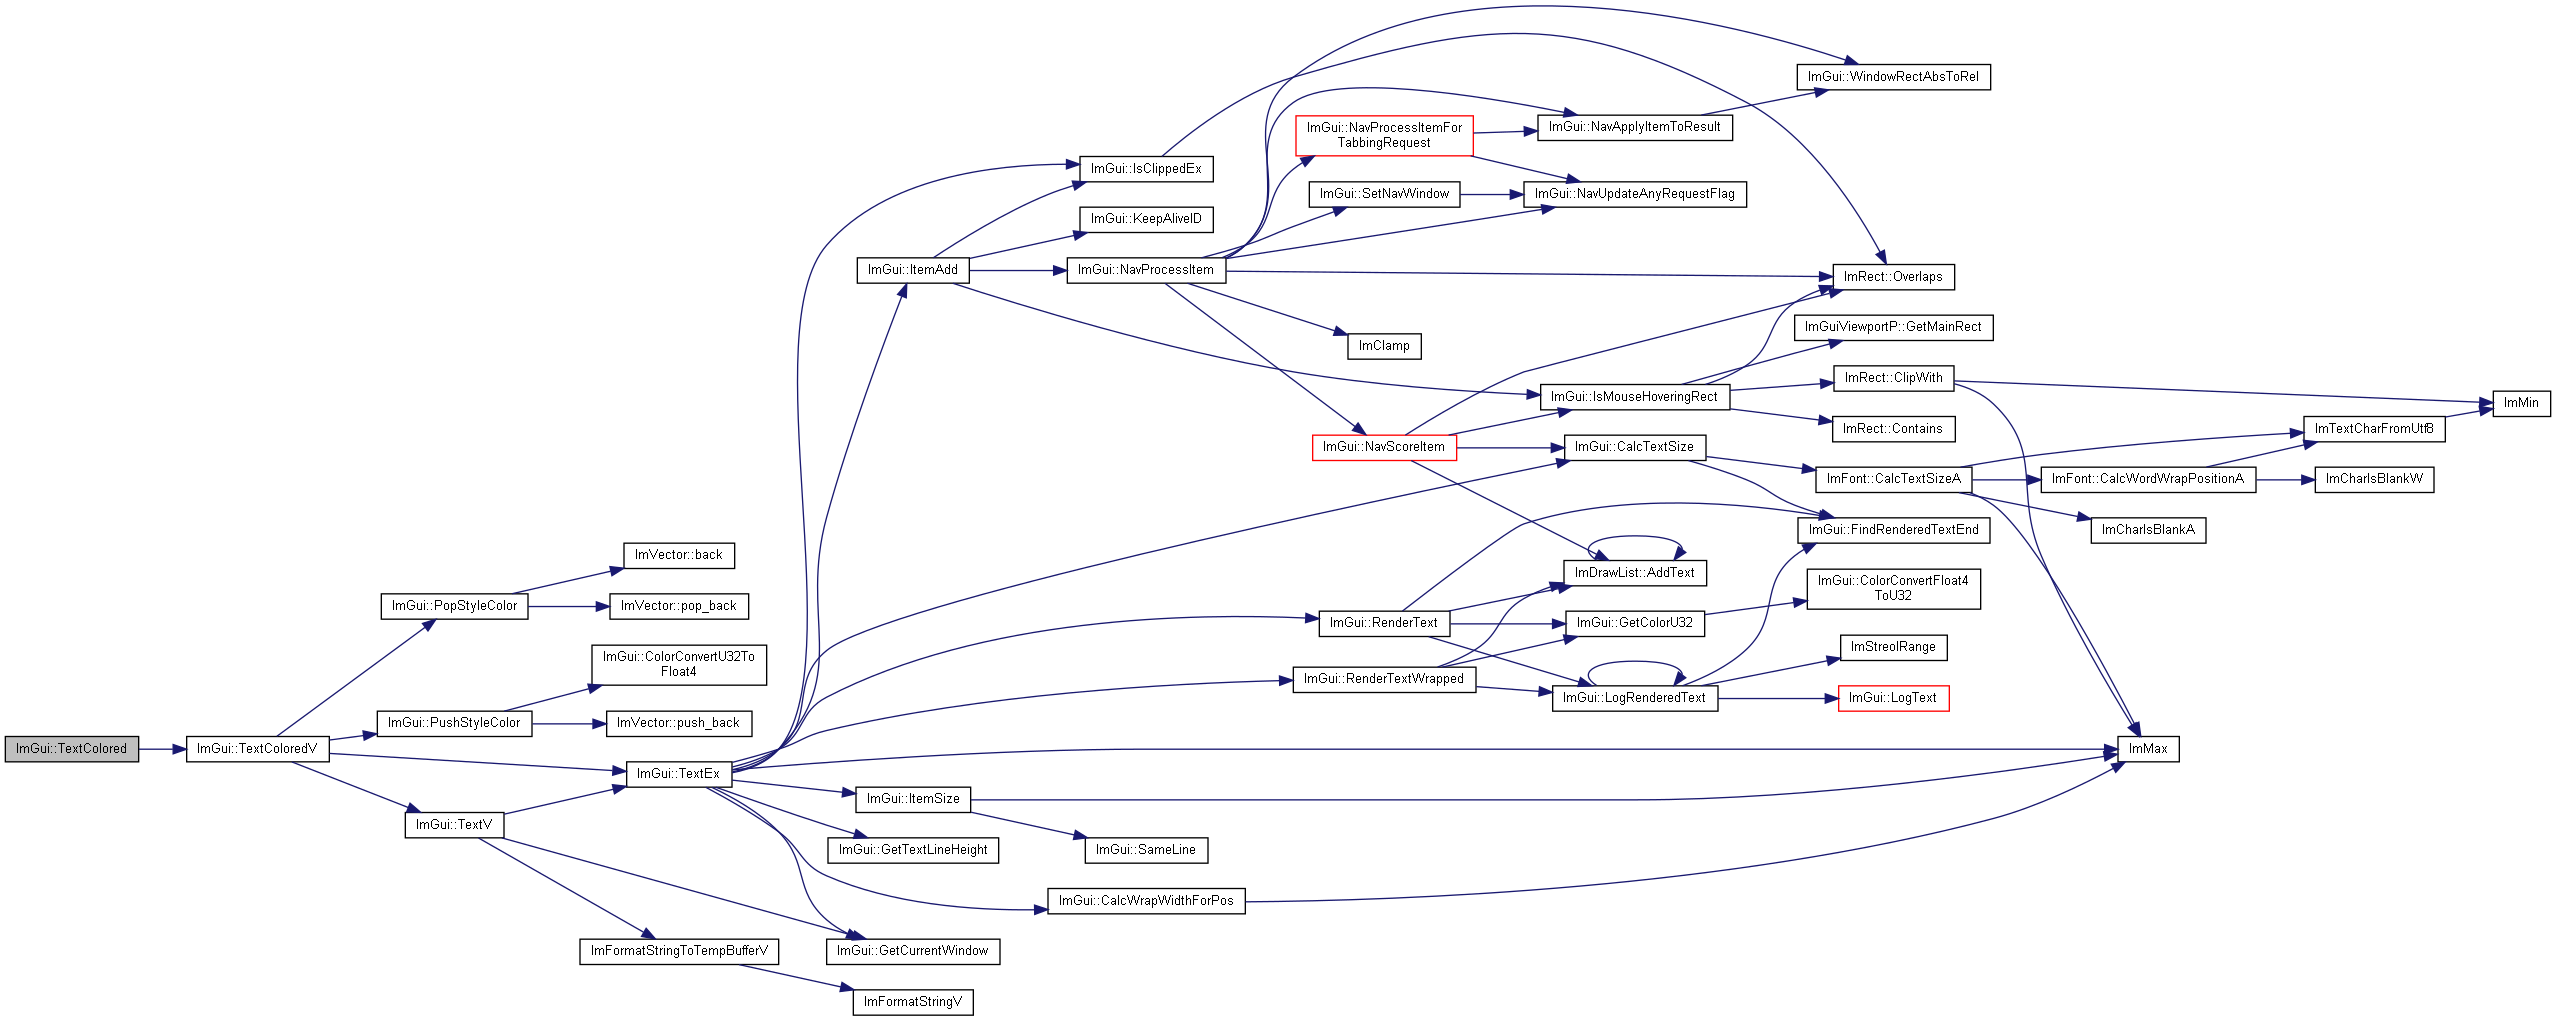 ImGui::TextColored
ImGui::TextColoredV
ImGui::PopStyleColor
ImVector::back
ImVector::pop_back
ImGui::PushStyleColor
ImGui::ColorConvertU32To
Float4
ImVector::push_back
ImGui::TextEx
ImGui::TextV
ImFormatStringToTempBufferV
ImFormatStringV
ImGui::GetCurrentWindow
ImGui::GetTextLineHeight
ImGui::ItemSize
ImGui::SameLine
ImGui::CalcWrapWidthForPos
ImGui::ItemAdd
ImGui::IsClippedEx
ImGui::KeepAliveID
ImGui::NavProcessItem
ImGui::NavProcessItemFor
TabbingRequest
ImGui::SetNavWindow
ImClamp
ImGui::NavScoreItem
ImGui::RenderText
ImGui::RenderTextWrapped
ImGui::NavApplyItemToResult
ImGui::NavUpdateAnyRequestFlag
ImGui::IsMouseHoveringRect
ImGui::CalcTextSize
ImDrawList::AddText
ImGui::GetColorU32
ImGui::LogRenderedText
ImGui::WindowRectAbsToRel
ImRect::Overlaps
ImGuiViewportP::GetMainRect
ImRect::ClipWith
ImRect::Contains
ImFont::CalcTextSizeA
ImGui::FindRenderedTextEnd
ImGui::ColorConvertFloat4
ToU32
ImStreolRange
ImGui::LogText
ImFont::CalcWordWrapPositionA
ImCharIsBlankA
ImMax
ImTextCharFromUtf8
ImCharIsBlankW
ImMin